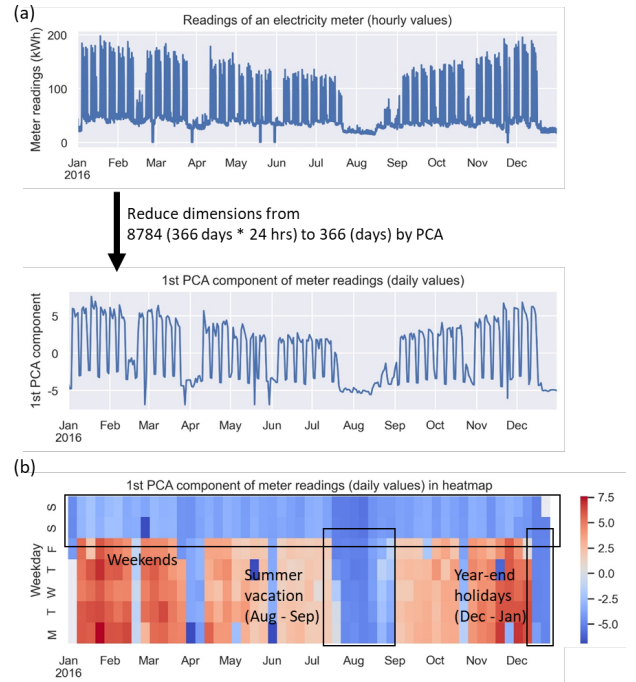 (a)
Readings of an electricity meter (hourly values)
Meter readings (kWh)
200
100
0
Jan Feb Mar Apr May Jun Jul Aug Sep Oct Nov Dec
2016
Reduce dimensions from
8784 (366 days * 24 hrs) to 366 (days) by PCA
1st PCA component of meter readings (daily values)
1st PCA component
5
0
-5
Jan Feb Mar Apr May Jun Jul Aug Sep Oct Nov Dec
2016
(b)
1st PCA component of meter readings (daily values) in heatmap
Weekday
S
S
F
T
W
T
M
Weekends
Summer
vacation
(Aug - Sep)
Year-end
holidays
(Dec - Jan)
7.5
5.0
2.5
0.0
-2.5
-5.0
Jan Feb Mar Apr May Jun Jul Aug Sep Oct Nov Dec
2016